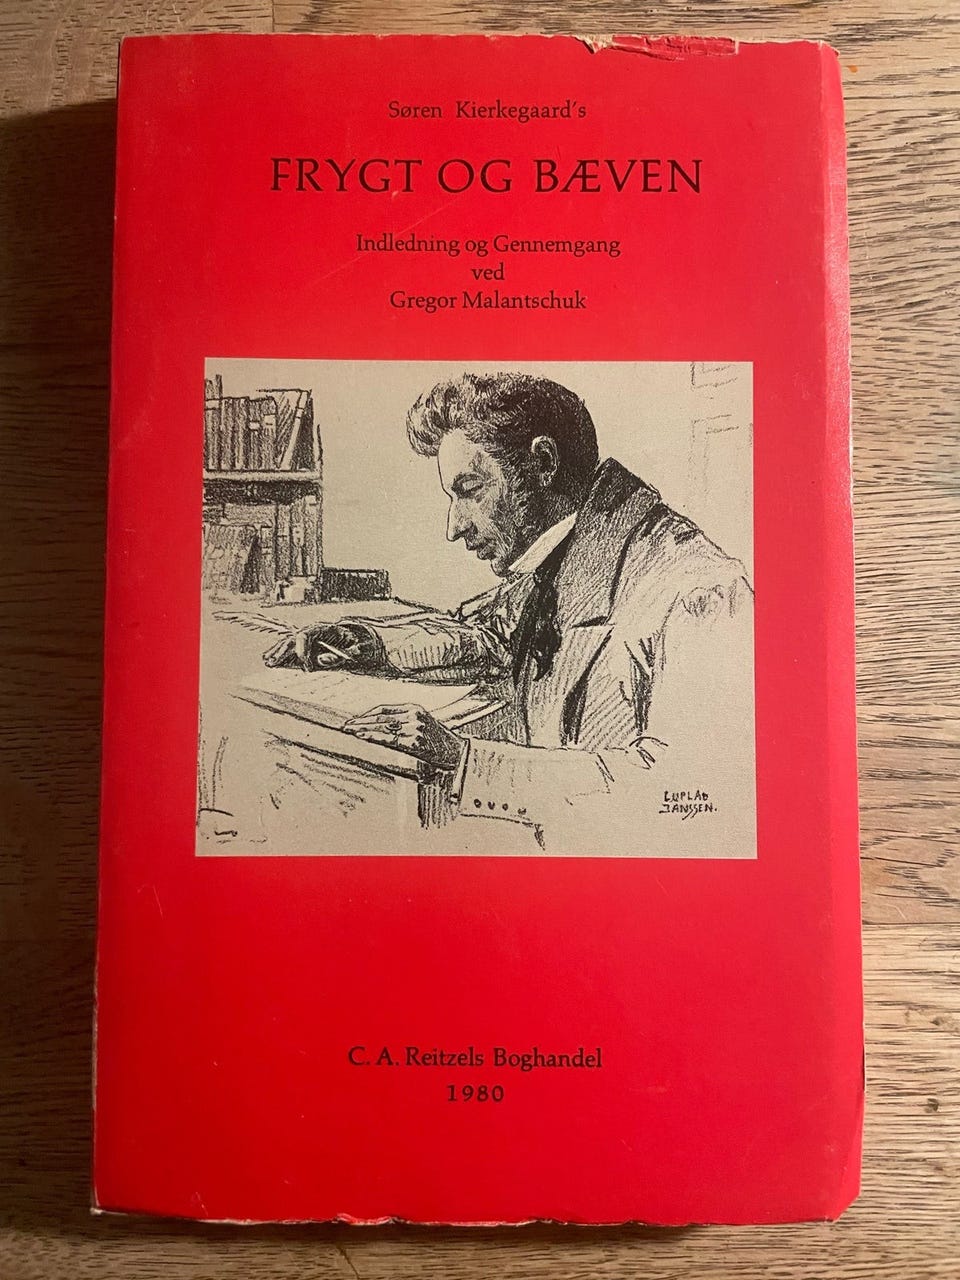 Søren Kierkegaard's
FRYGT OG BÆVEN
Indledning og Gennemgang
ved
Gregor Malantschuk
LUPLAU
JANSSEN.
C. A. Reitzels Boghandel
1980